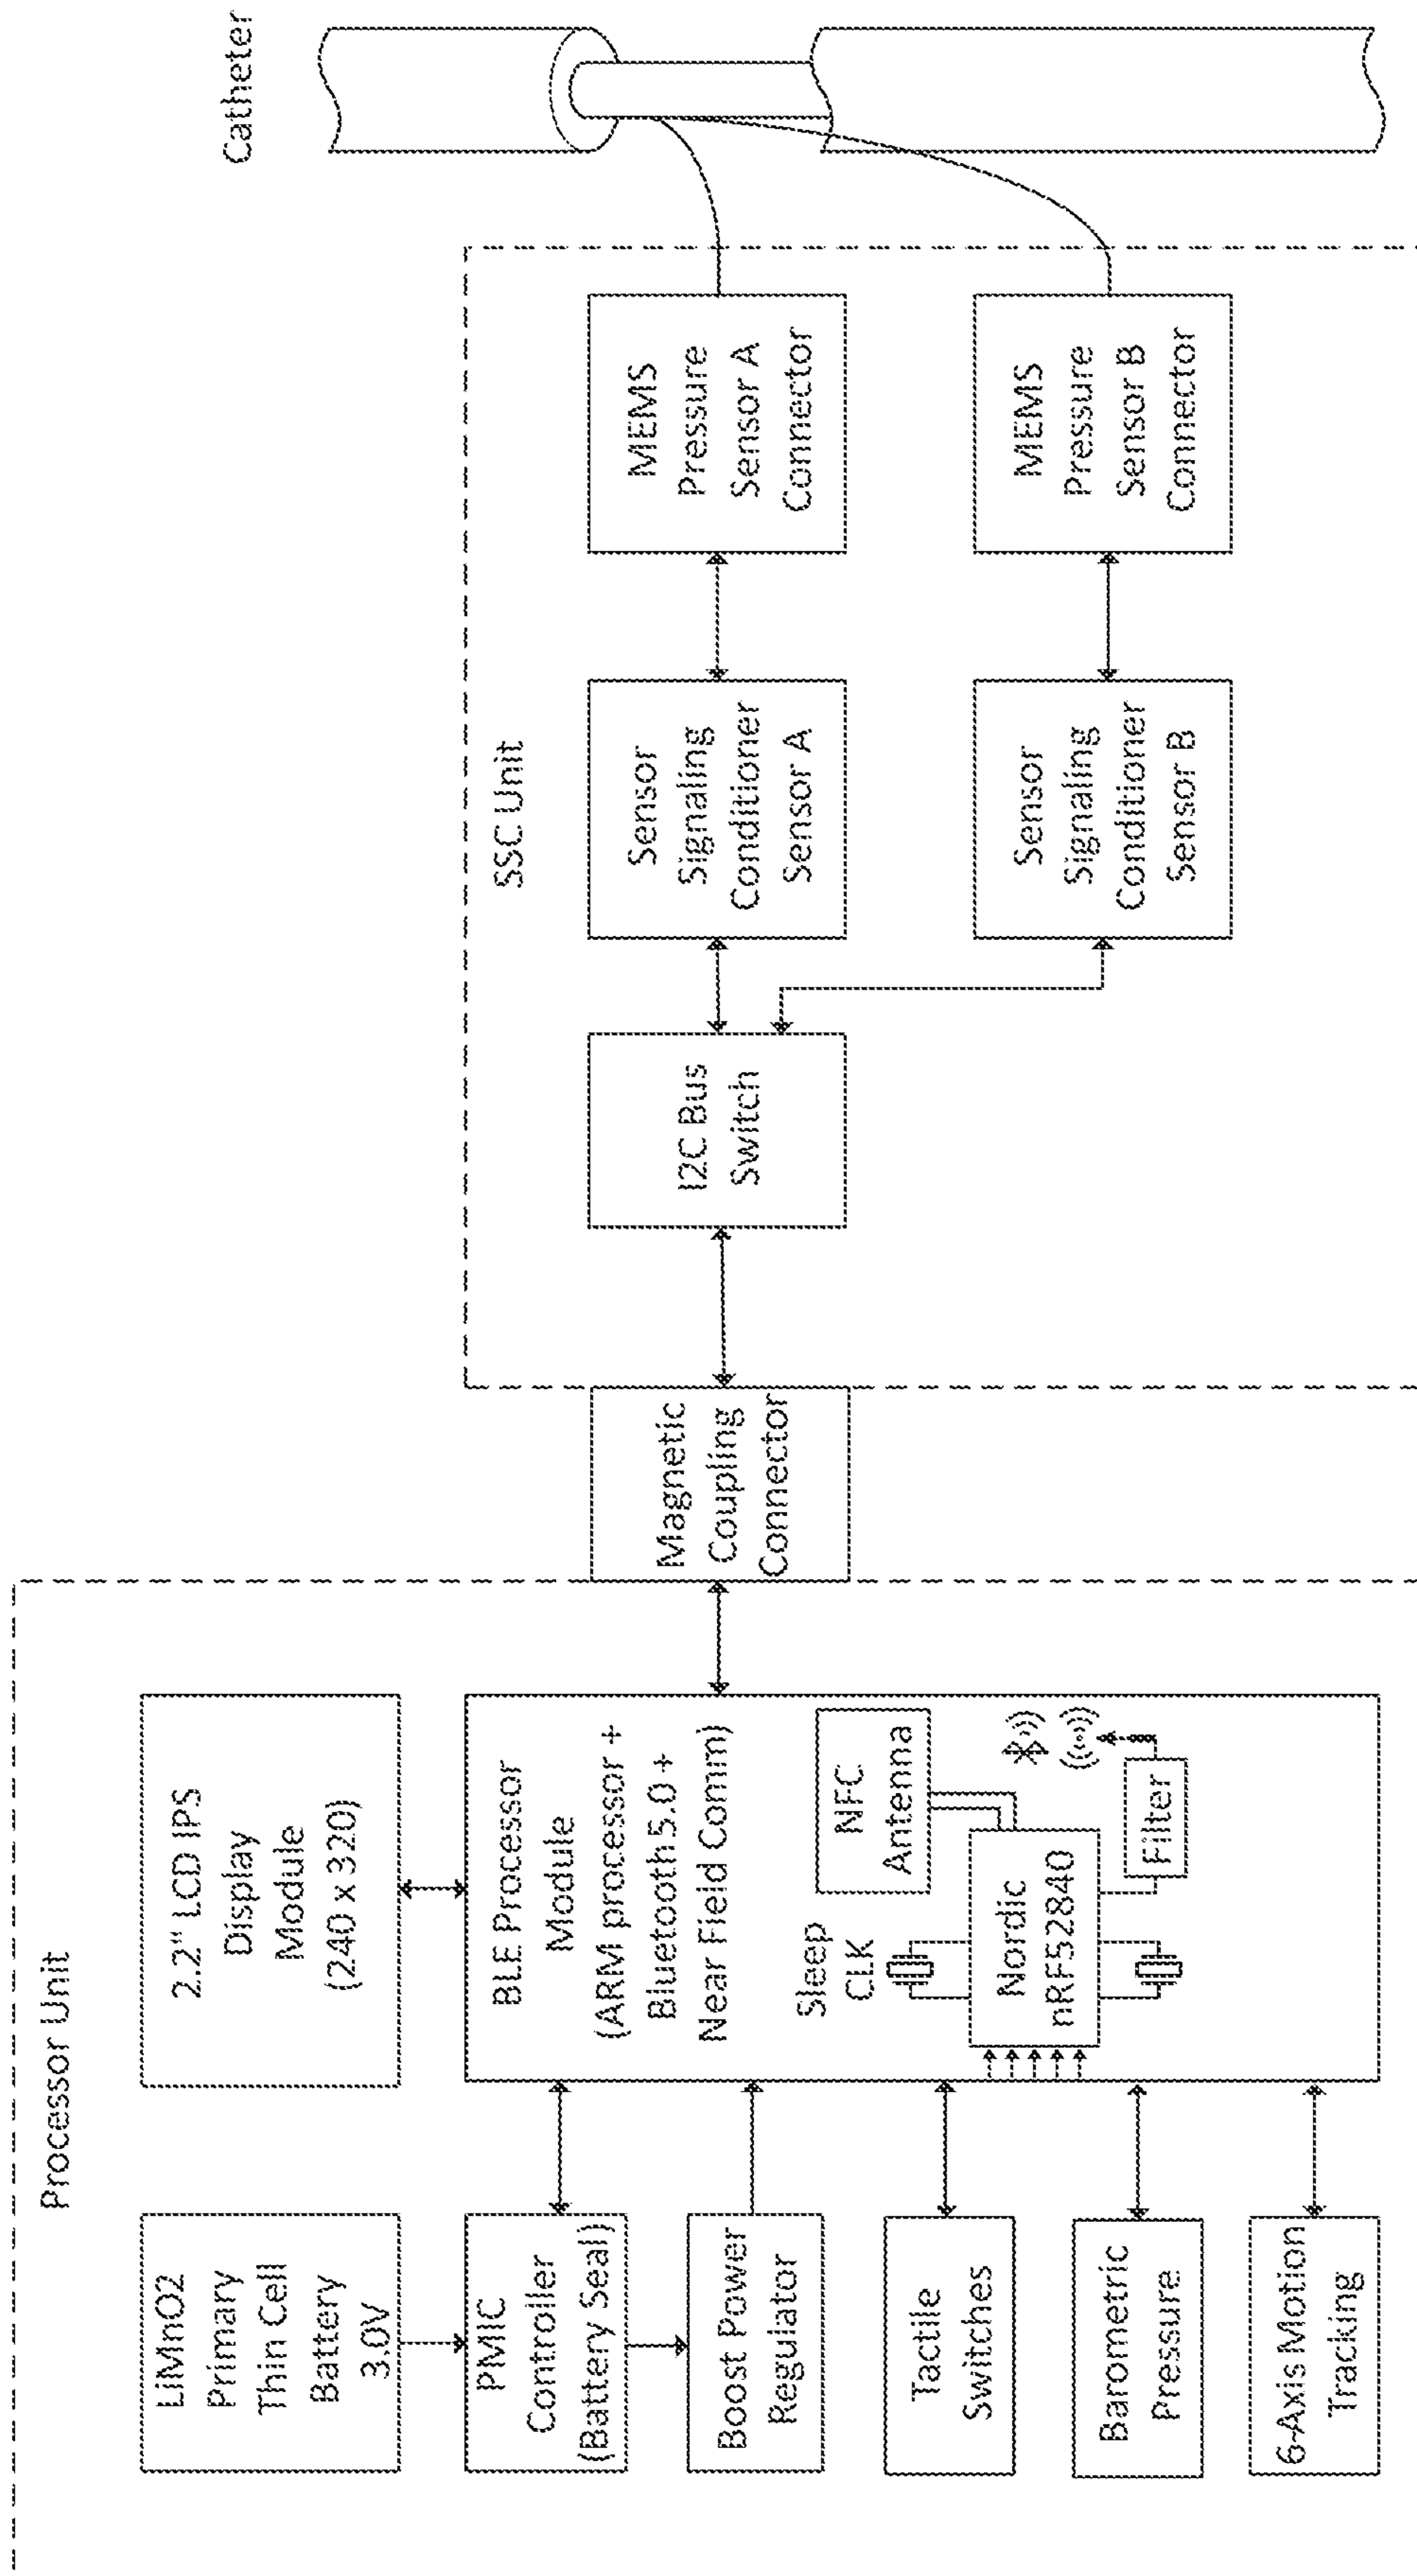 Processor Unit
LiMnO2
Primary
Thin Cell
Battery
3.0V
2.2" LCD IPS
Display
Module
(240 x 320)
PMIC
Controller
(Battery Seal)
Boost Power
Regulator
Tactile
Switches
Barometric
Pressure
6-Axis Motion
Tracking
BLE Processor
Module
(ARM processor +
Bluetooth 5.0 +
Near Field Comm)
Sleep
CLK
NFC
Antenna
Nordic
nRF52840
Filter
Magnetic
Coupling
Connector
SSC Unit
I2C Bus
Switch
Sensor
Signaling
Conditioner
Sensor A
Sensor
Signaling
Conditioner
Sensor B
MEMS
Pressure
Sensor A
Connector
MEMS
Pressure
Sensor B
Connector
Catheter